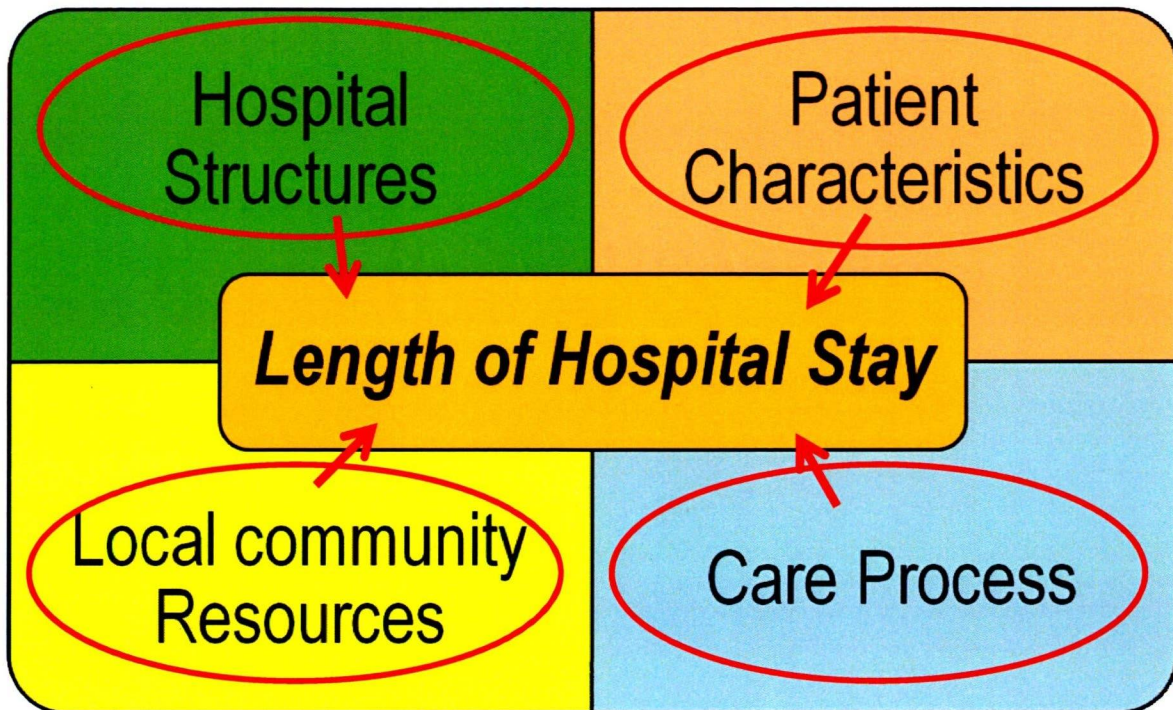 Hospital
Structures
Patient
Characteristics
Length of Hospital Stay
Local community
Resources
Care Process